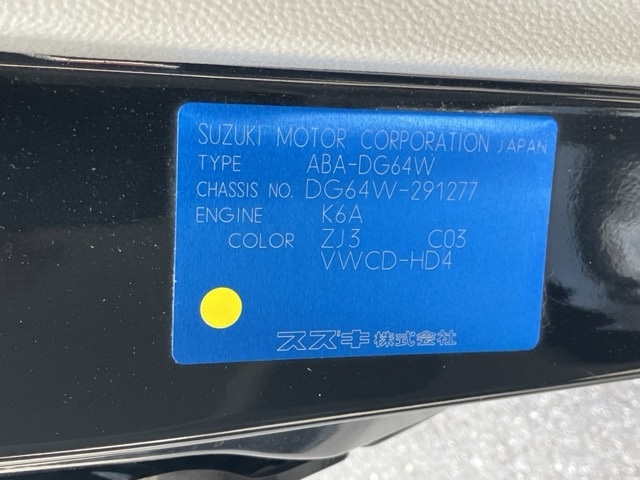 SUZUKI MOTOR CORPORATION JAPAN
TYPE ABA-DG64W
CHASSIS NO. DG64W-291277
ENGINE K6A
COLOR ZJ3 C03
VWCD-HD4
スズキ株式会社